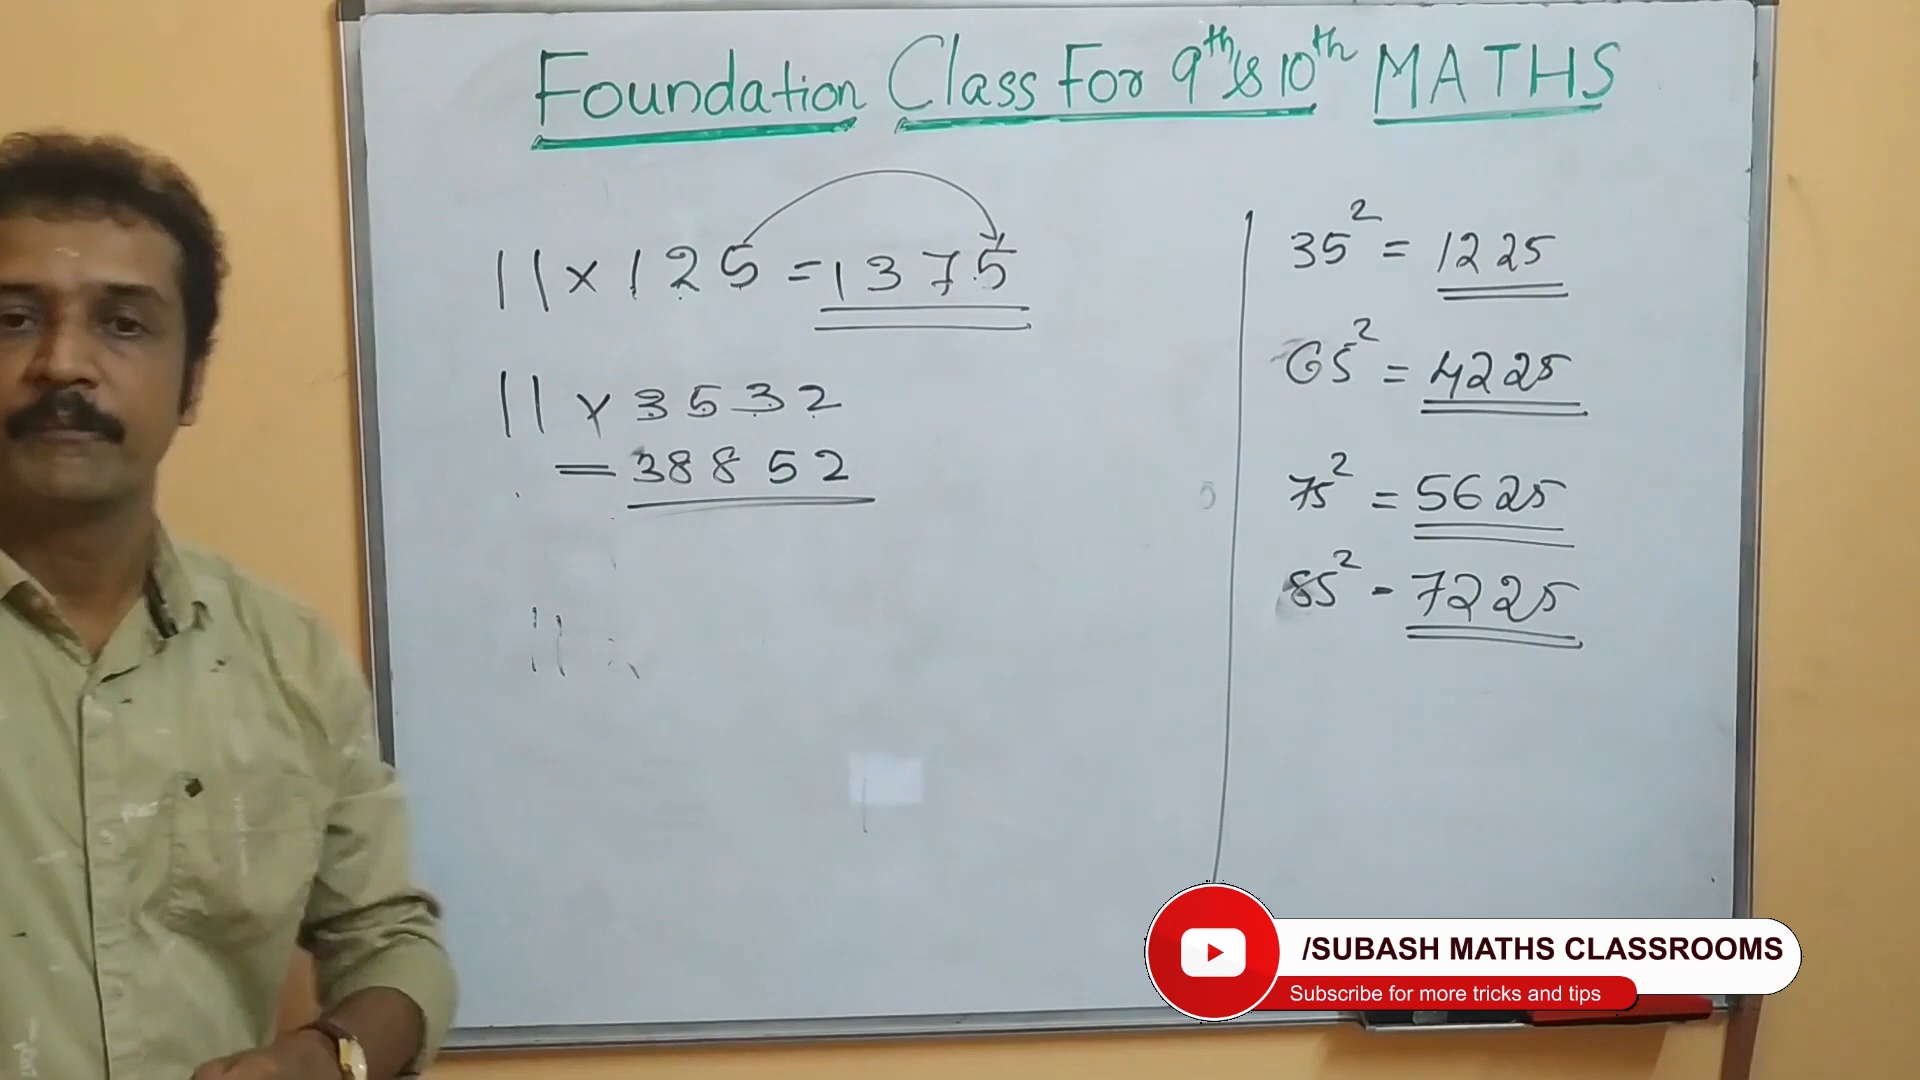 Foundation Class For 9th & 10th MATHS
11 × 125 = 1375
11 × 3532
= 38852
11 ×
35² = 1225
65² = 4225
75² = 5625
85² - 7225
/SUBASH MATHS CLASSROOMS
Subscribe for more tricks and tips